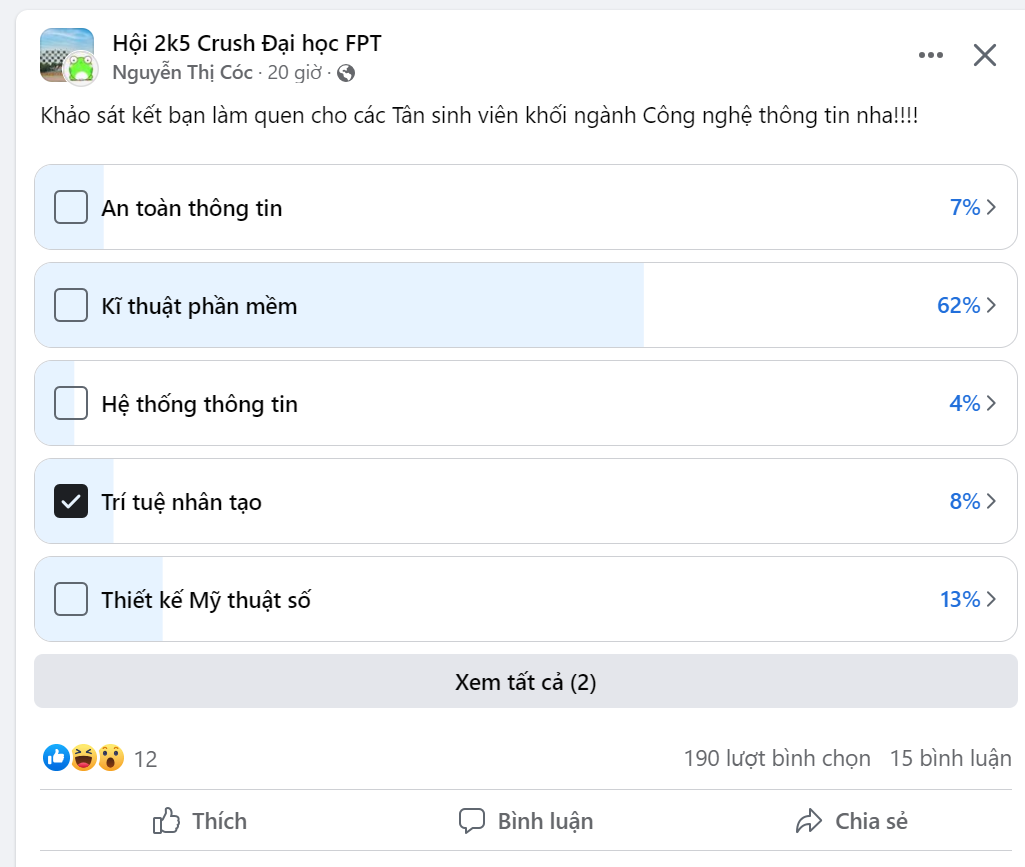 Hội 2k5 Crush Đại học FPT
Nguyễn Thị Cóc · 20 giờ ·
Khảo sát kết bạn làm quen cho các Tân sinh viên khối ngành Công nghệ thông tin nha!!!!
An toàn thông tin 7%
Kĩ thuật phần mềm 62%
Hệ thống thông tin 4%
Trí tuệ nhân tạo 8%
Thiết kế Mỹ thuật số 13%
Xem tất cả (2)
12 190 lượt bình chọn 15 bình luận
Thích Bình luận Chia sẻ